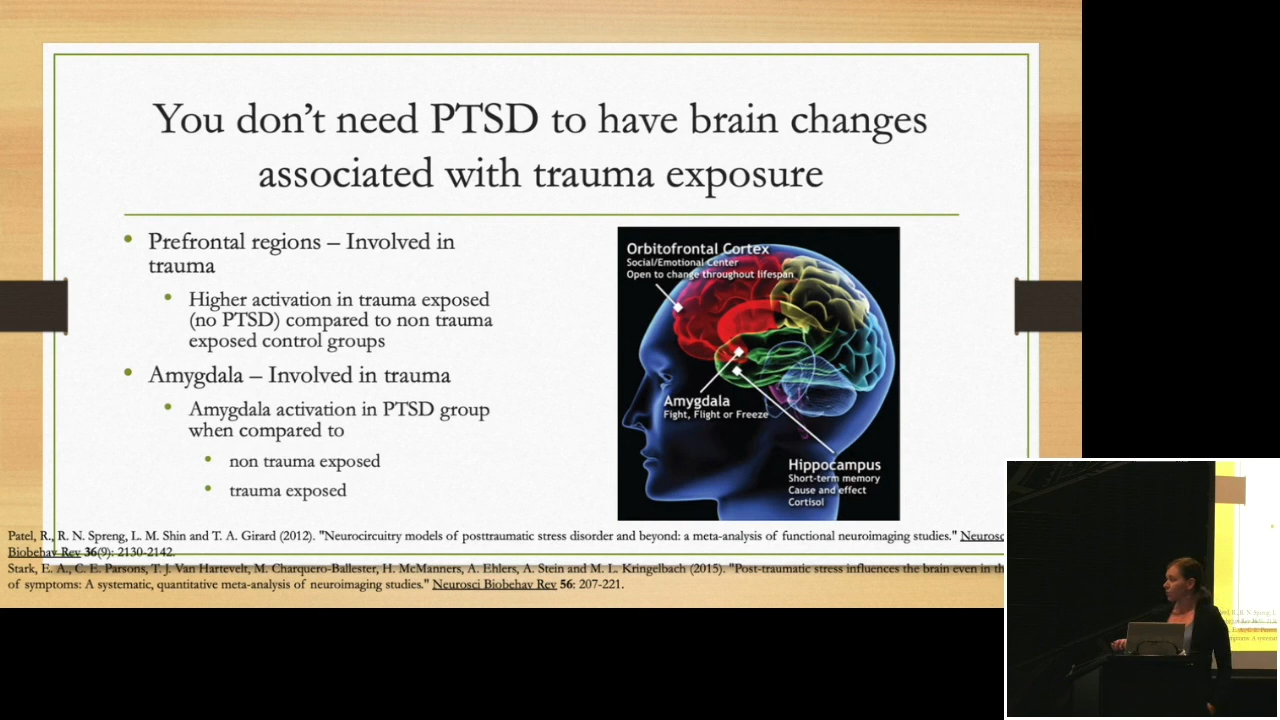 You don't need PTSD to have brain changes
associated with trauma exposure
• Prefrontal regions – Involved in
trauma
• Higher activation in trauma exposed
(no PTSD) compared to non trauma
exposed control groups
• Amygdala – Involved in trauma
• Amygdala activation in PTSD group
when compared to
• non trauma exposed
• trauma exposed
Orbitofrontal Cortex
Social/Emotional Center
Open to change throughout lifespan
Amygdala
Fight, Flight or Freeze
Hippocampus
Short-term memory
Cause and effect
Cortisol
Patel, R., R. N. Spreng, L. M. Shin and T. A. Girard (2012). "Neurocircuitry models of posttraumatic stress disorder and beyond: a meta-analysis of functional neuroimaging studies." Neurosc
Biobehav Rev 36(9): 2130-2142.
Stark, E. A., C. E. Parsons, T. J. Van Hartevelt, M. Charquero-Ballester, H. McManners, A. Ehlers, A. Stein and M. L. Kringelbach (2015). "Post-traumatic stress influences the brain even in th
of symptoms: A systematic, quantitative meta-analysis of neuroimaging studies." Neurosci Biobehav Rev 56: 207-221.